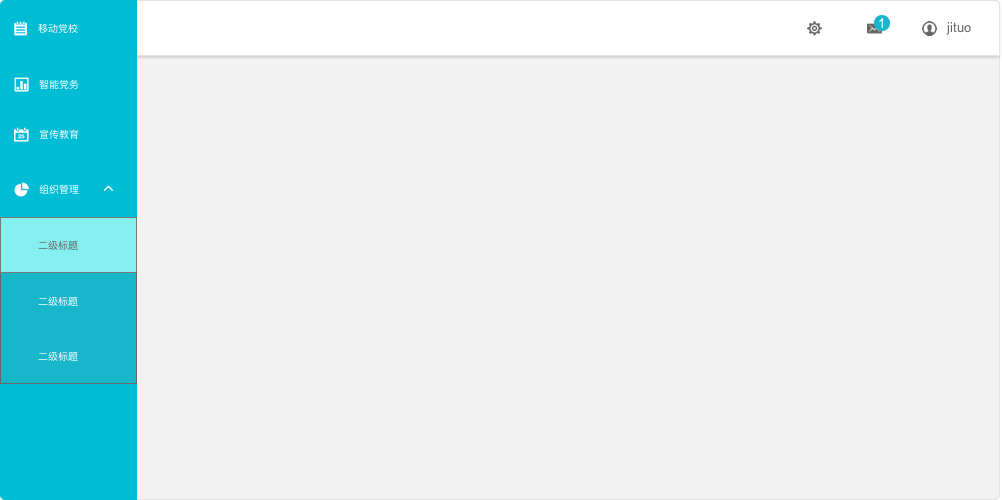 移动党校
1
jituo
智能党务
宣传教育
25
组织管理
二级标题
二级标题
二级标题